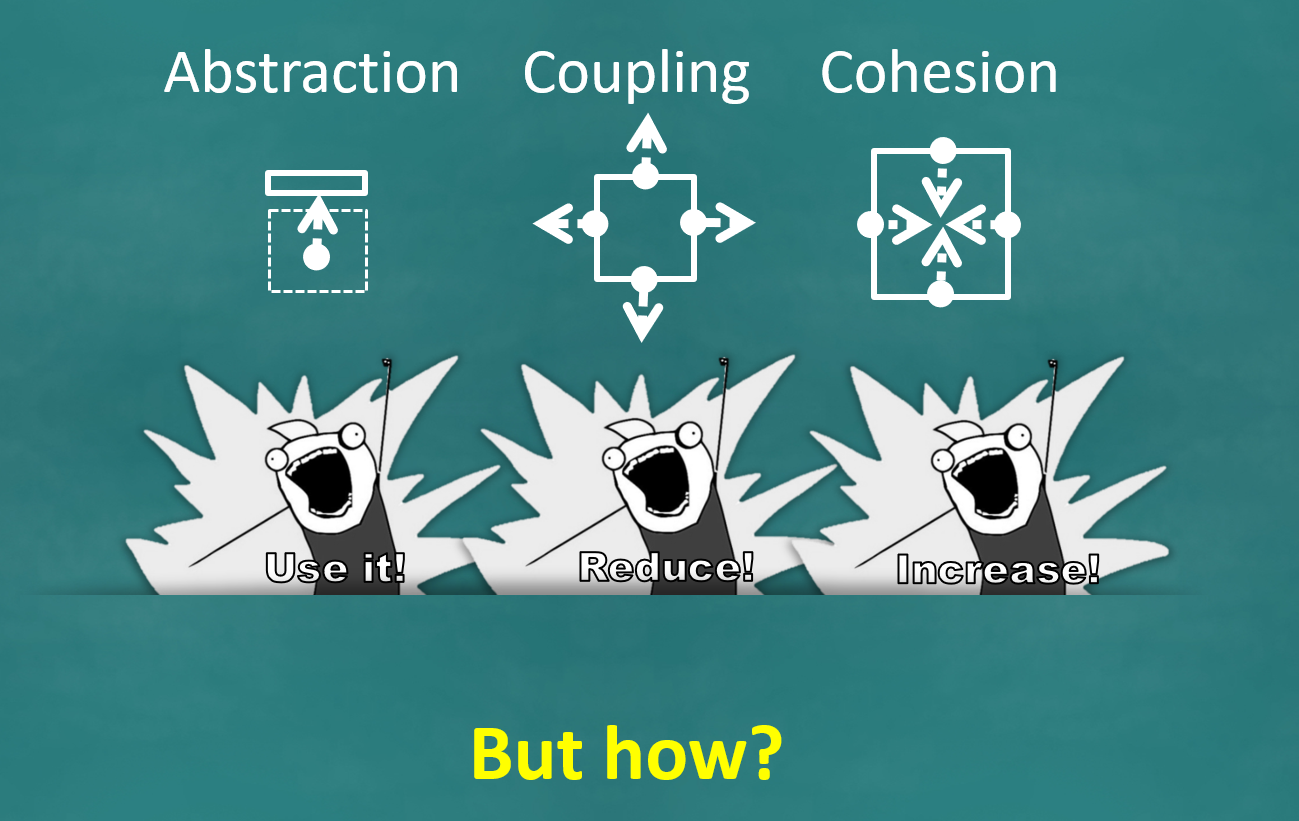 Abstraction Coupling Cohesion
Use it! Reduce! Increase!
But how?